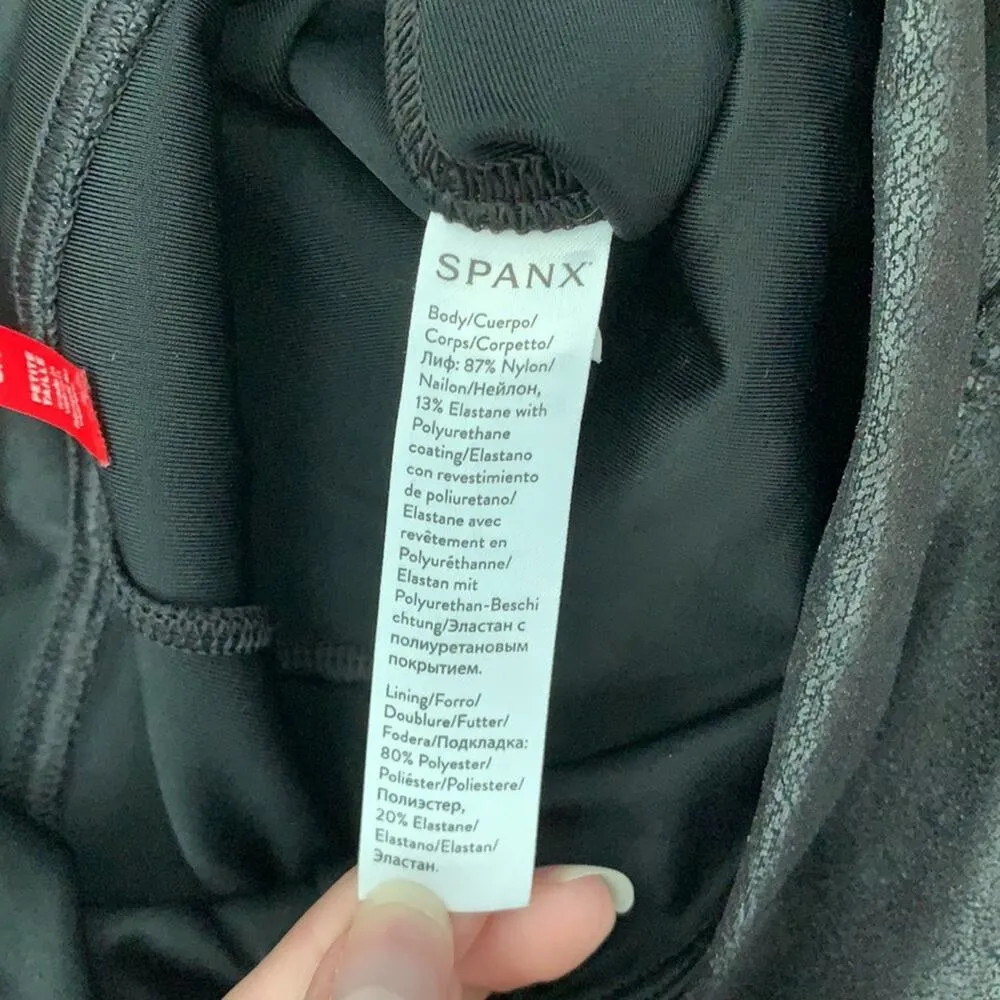 SPANX
Body/Cuerpo/
Corps/Corpetto/
Лиф: 87% Nylon/
Nailon/Нейлон,
13% Elastane with
Polyurethane
coating/Elastano
con revestimiento
de poliuretano/
Elastane avec
revêtement en
Polyuréthanne/
Elastan mit
Polyurethan-Beschi
chtung/Эластан с
полиуретановым
покрытием.
Lining/Forro/
Doublure/Futter/
Fodera/Подкладка:
80% Polyester/
Poliéster/Poliestere/
Полиэстер,
20% Elastane/
Elastano/Elastan/
Эластан.
PETITE
TAILLE